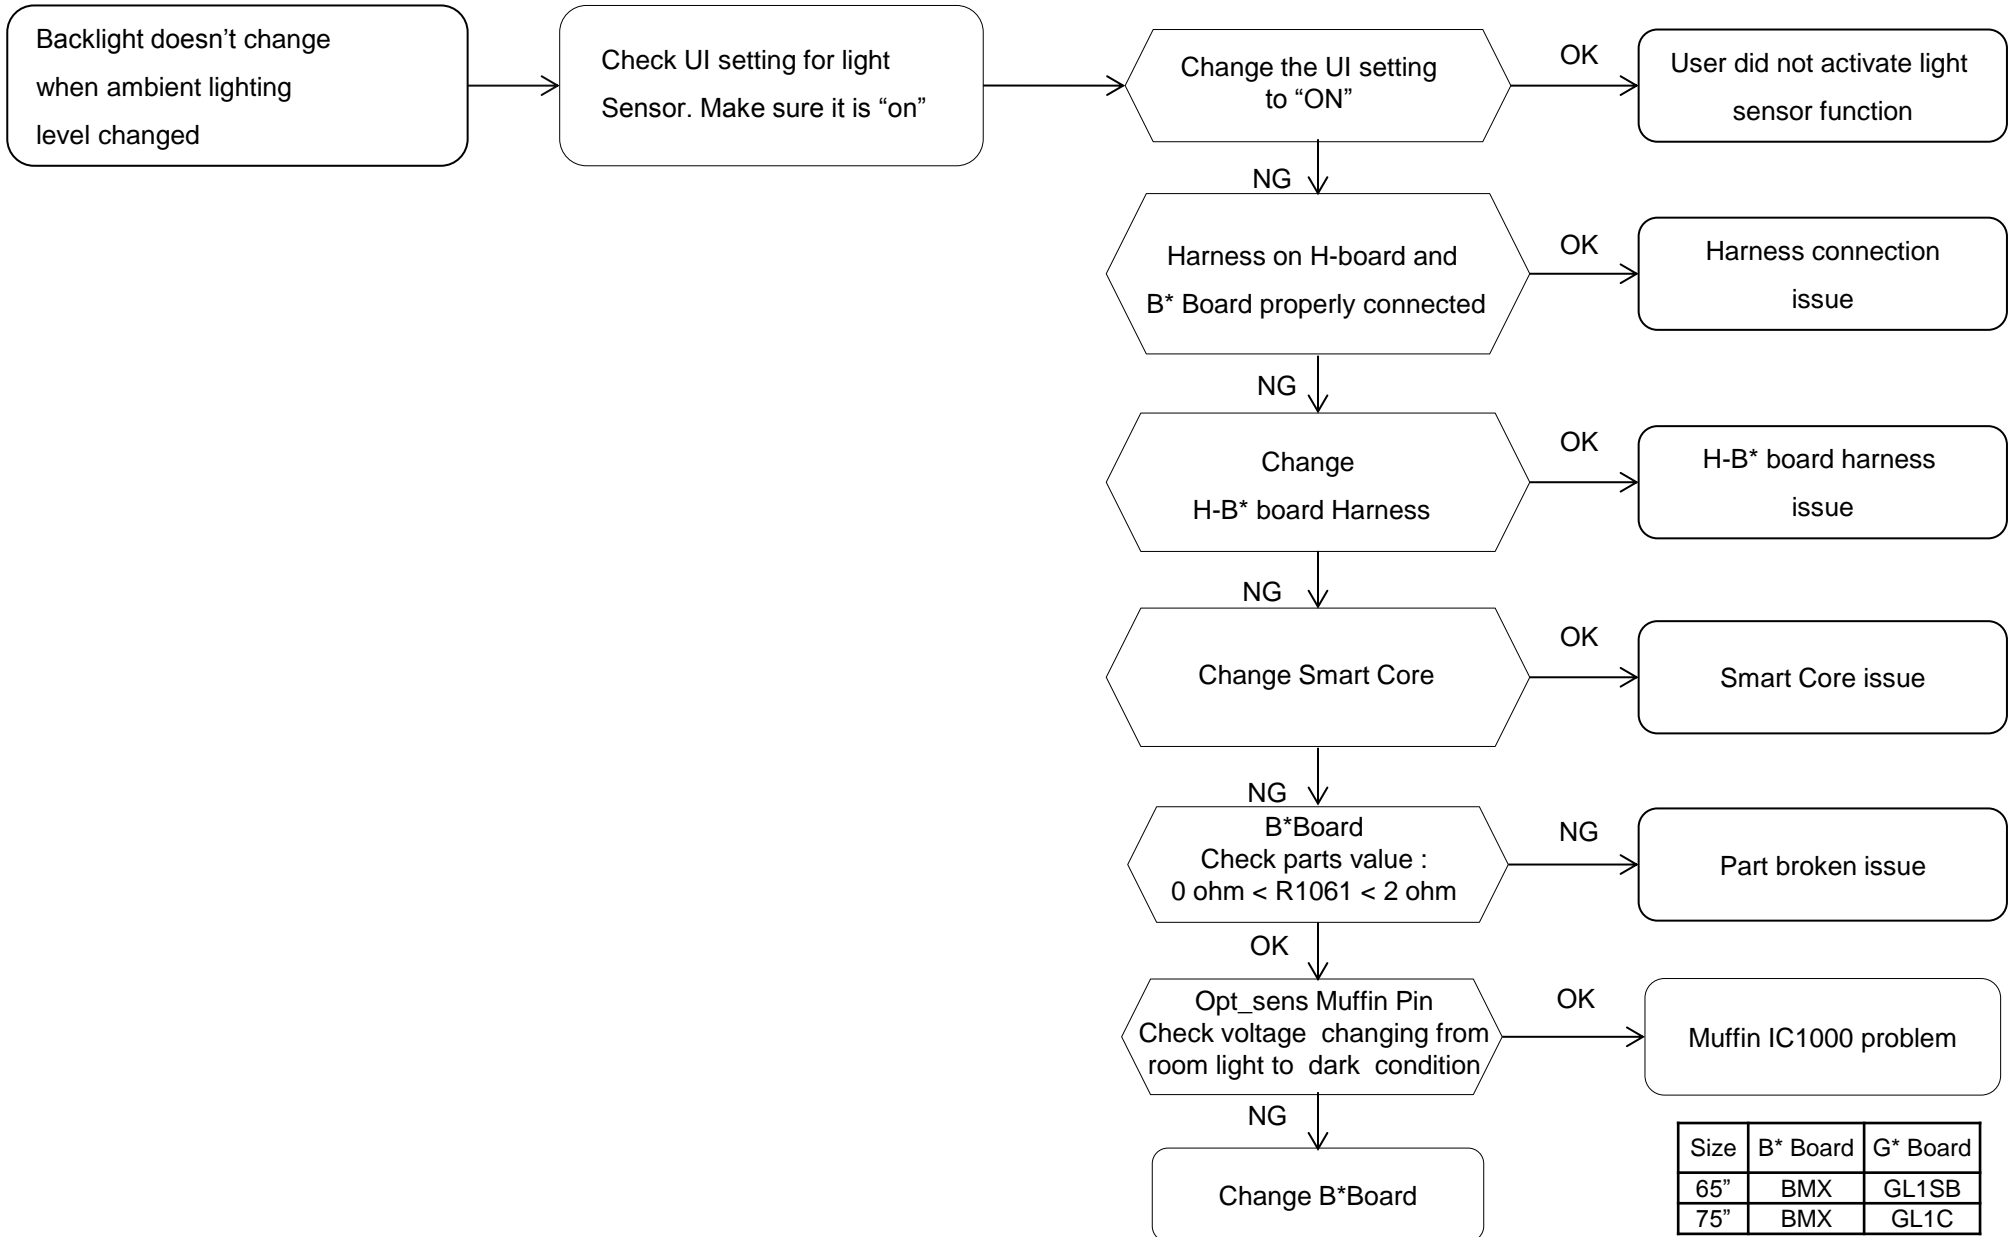 Backlight doesn’t change
when ambient lighting
level changed
Check UI setting for light
Sensor. Make sure it is “on”
Change the UI setting
to “ON”
OK
User did not activate light
sensor function
NG
Harness on H-board and
B* Board properly connected
OK
Harness connection
issue
NG
Change
H-B* board Harness
OK
H-B* board harness
issue
NG
Change Smart Core
OK
Smart Core issue
NG
B*Board
Check parts value :
0 ohm < R1061 < 2 ohm
NG
Part broken issue
OK
Opt_sens Muffin Pin
Check voltage changing from
room light to dark condition
OK
Muffin IC1000 problem
NG
Change B*Board
Size B* Board G* Board
65” BMX GL1SB
75” BMX GL1C